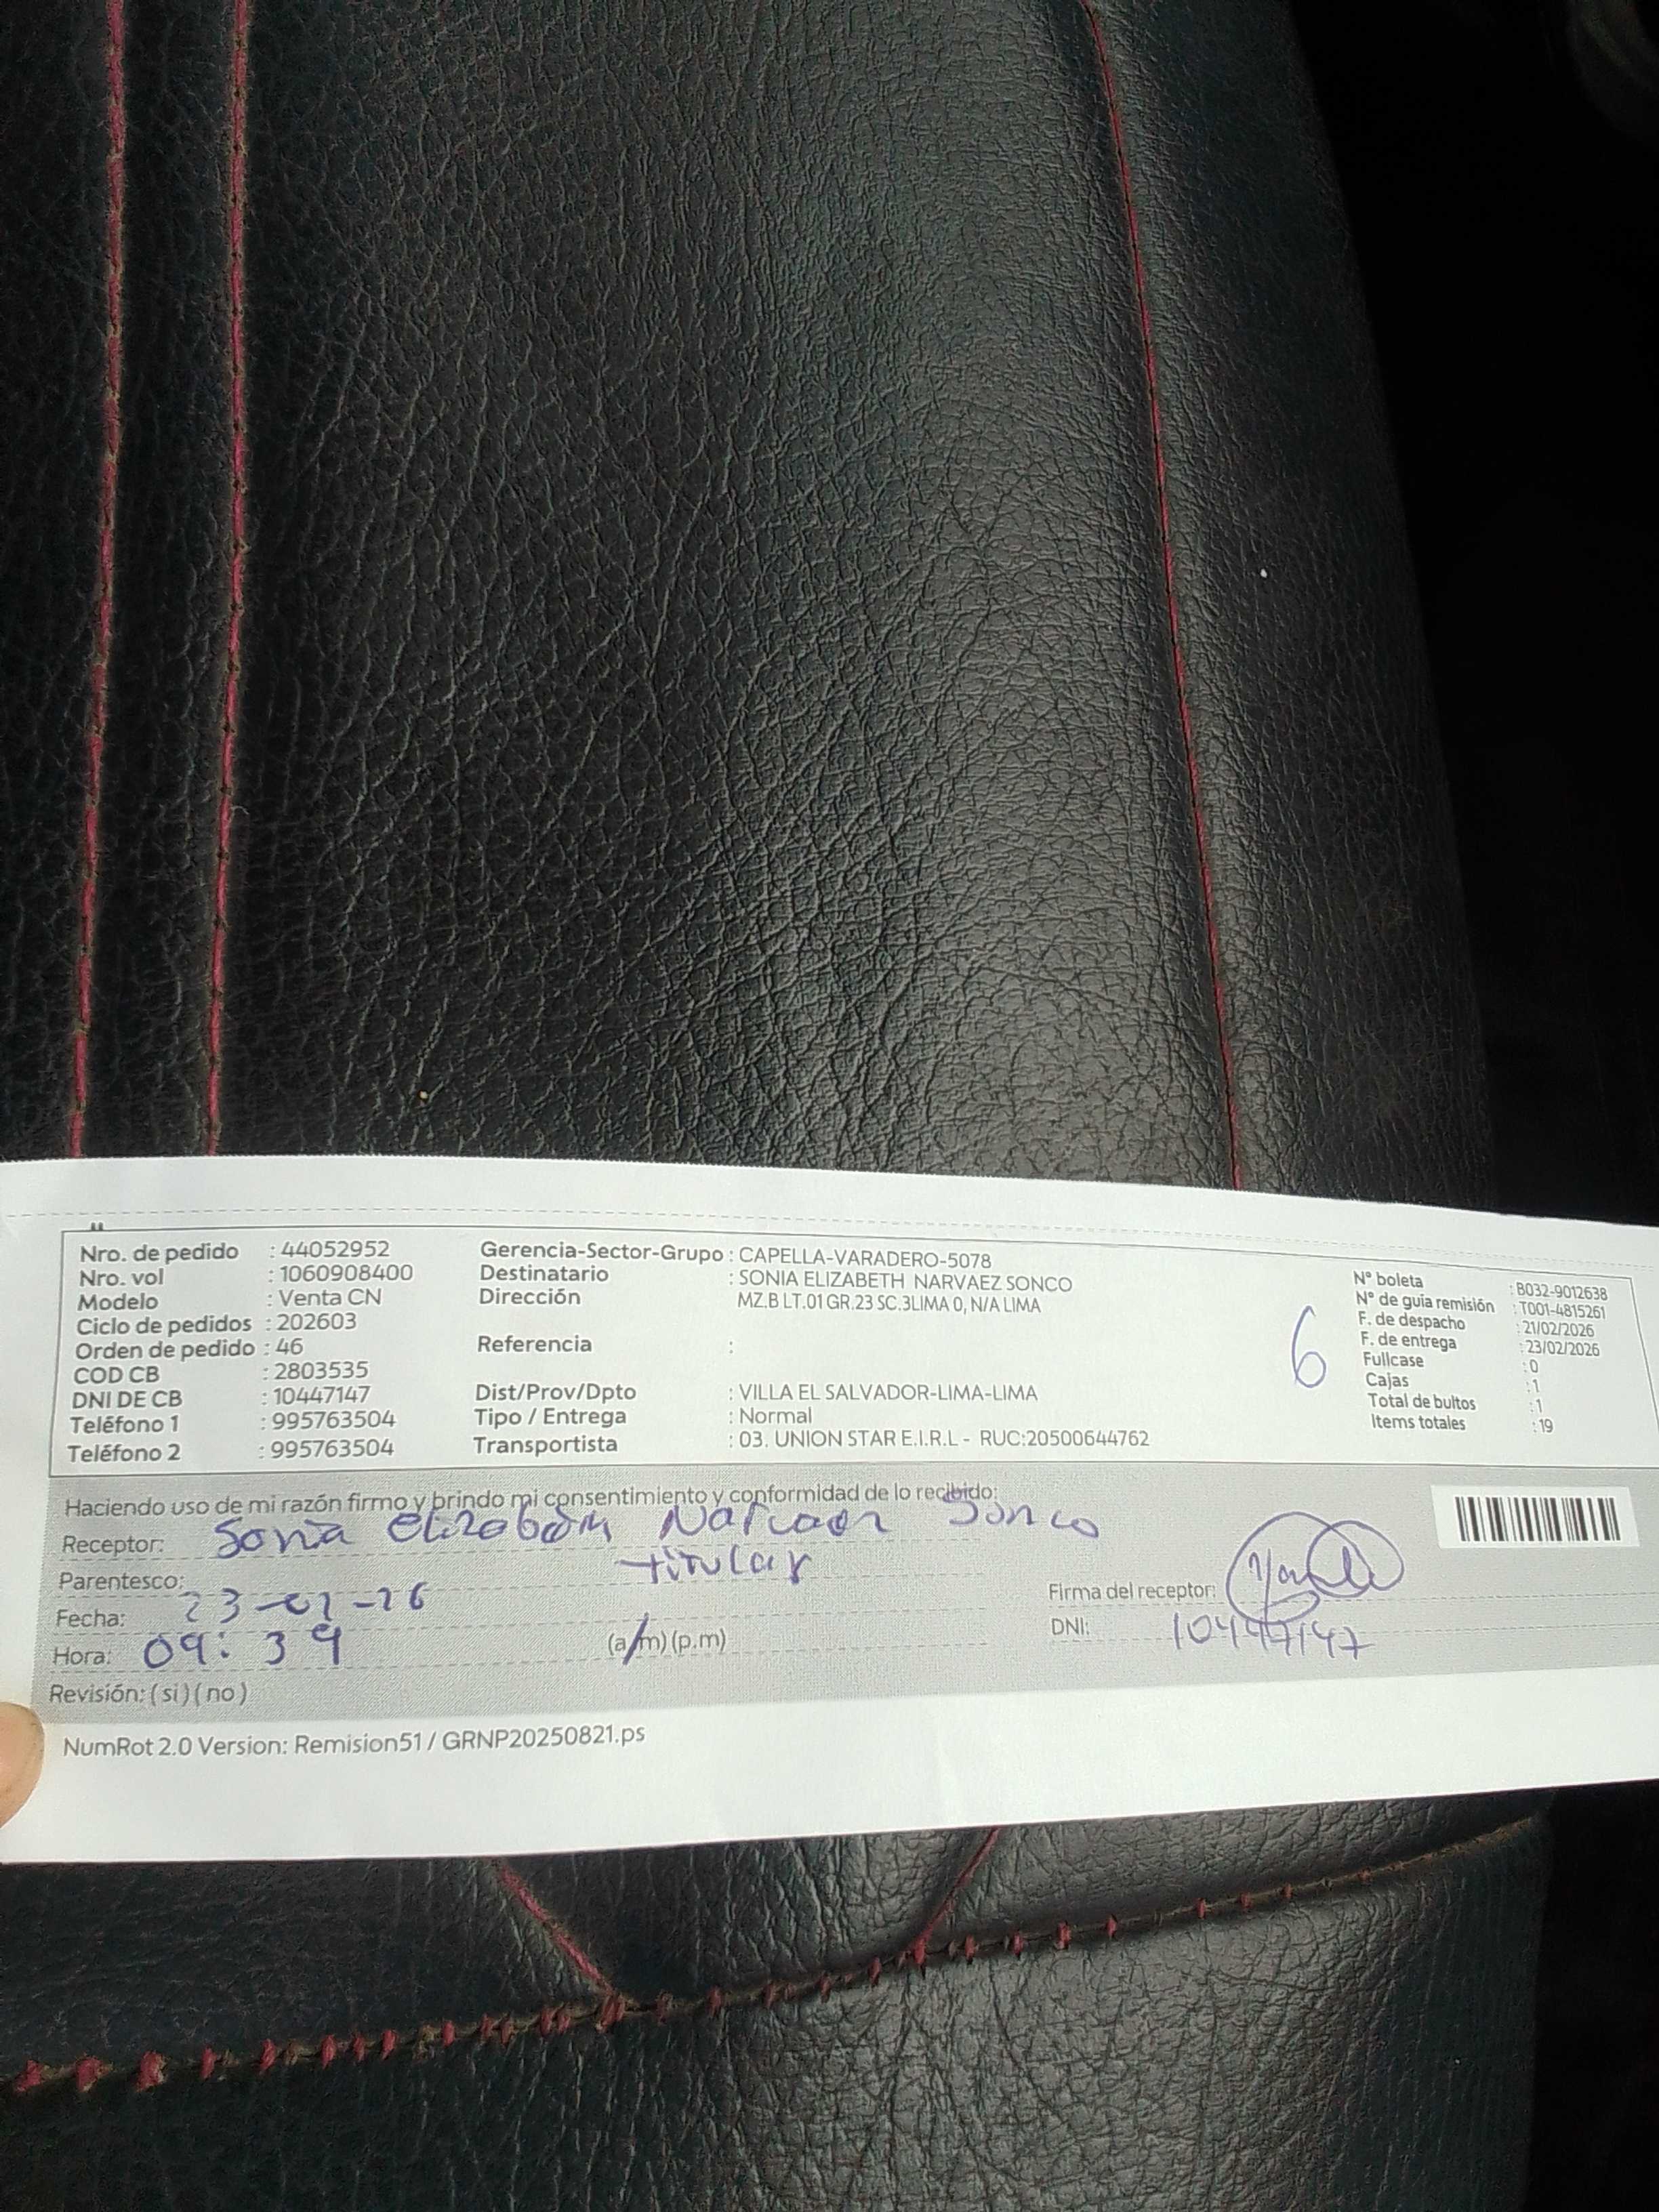 Nro. de pedido : 44052952
Nro. vol : 1060908400
Modelo : Venta CN
Ciclo de pedidos : 202603
Orden de pedido : 46
COD CB : 2803535
DNI DE CB : 10447147
Teléfono 1 : 995763504
Teléfono 2 : 995763504
Gerencia-Sector-Grupo : CAPELLA-VARADERO-5078
Destinatario : SONIA ELIZABETH NARVAEZ SONCO
Dirección MZ.B LT.01 GR.23 SC.3LIMA 0, N/A LIMA
Referencia :
Dist/Prov/Dpto : VILLA EL SALVADOR-LIMA-LIMA
Tipo / Entrega : Normal
Transportista : 03. UNION STAR E.I.R.L - RUC:20500644762
6
N° boleta : B032-9012638
N° de guia remisión : T001-4815261
F. de despacho : 21/02/2026
F. de entrega : 23/02/2026
Fullcase : 0
Cajas : 1
Total de bultos : 1
Items totales : 19
Haciendo uso de mi razón firmo y brindo mi consentimiento y conformidad de lo recibido:
Receptor: Sonia Narvaez Sonco
Parentesco: titular
Fecha: 23
Hora: 09:39 (a/m) (p.m)
Revisión: ( si ) ( no )
Firma del receptor:
DNI: 10447147
NumRot 2.0 Version: Remision51 / GRNP20250821.ps